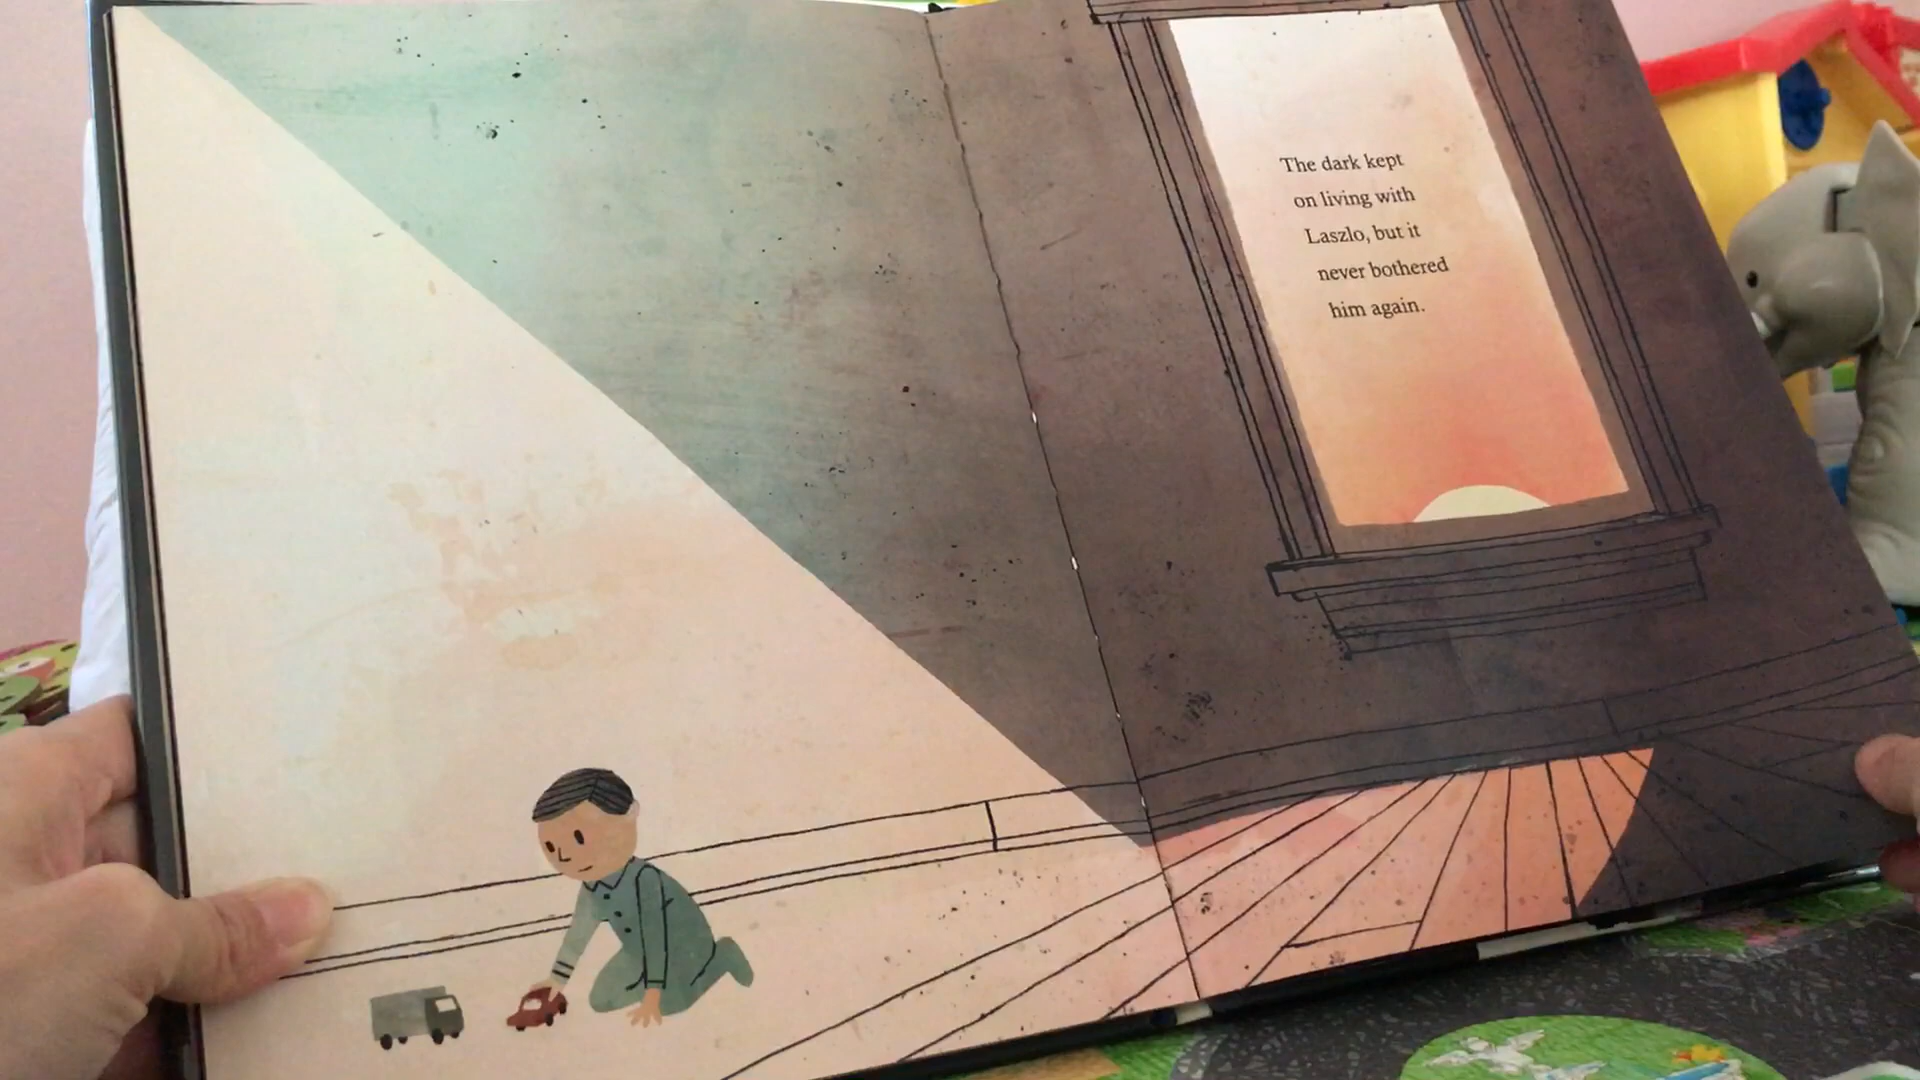 The dark kept
on living with
Laszlo, but it
never bothered
him again.